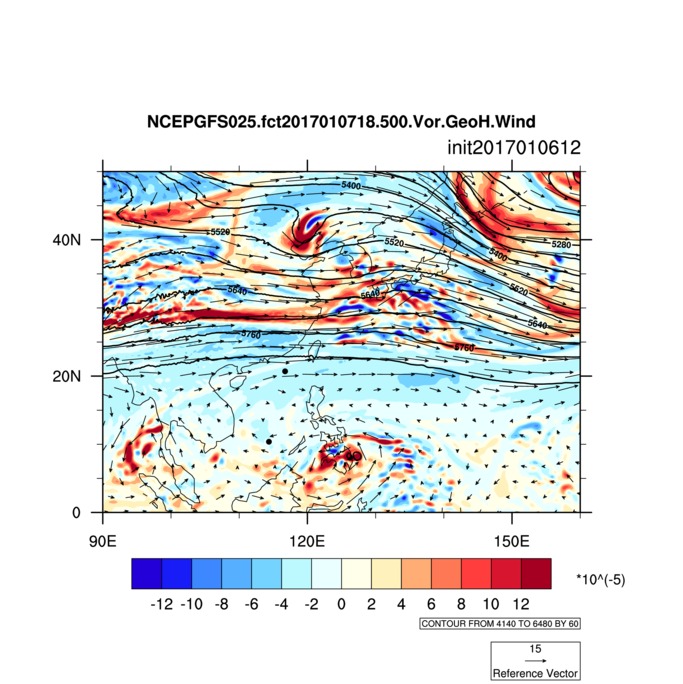 NCEPGFS025.fct2017010718.500.Vor.GeoH.Wind
init2017010612
5400
40N
5520
5520
5280
5400
5640
5640
5620
5640
5760
5760
20N
0
90E 120E 150E
-12 -10 -8 -6 -4 -2 0 2 4 6 8 10 12
*10^(-5)
CONTOUR FROM 4140 TO 6480 BY 60
15
Reference Vector